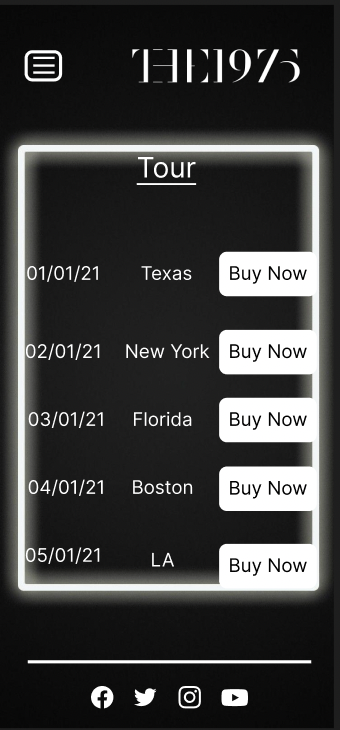 THE1975
Tour
01/01/21 Texas Buy Now
02/01/21 New York Buy Now
03/01/21 Florida Buy Now
04/01/21 Boston Buy Now
05/01/21 LA Buy Now